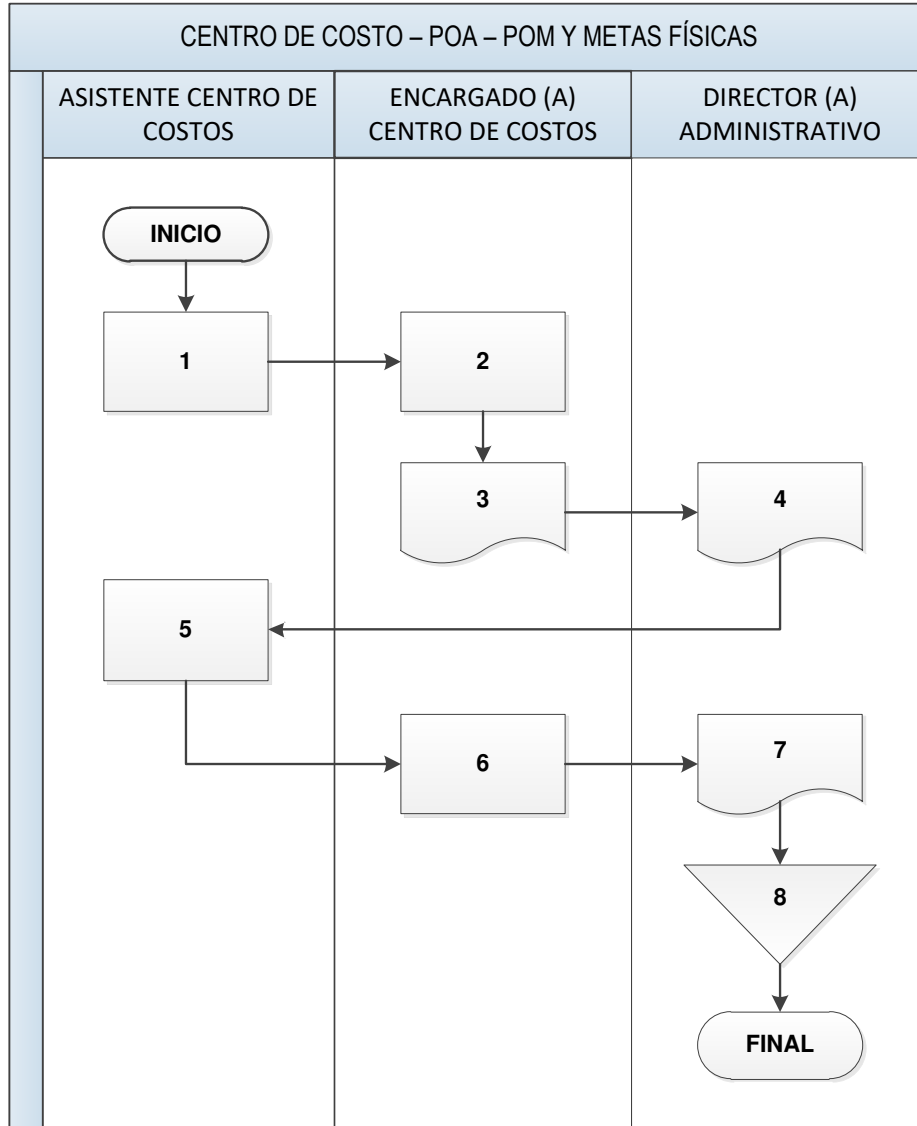 CENTRO DE COSTO – POA – POM Y METAS FÍSICAS
ASISTENTE CENTRO DE
COSTOS
ENCARGADO (A)
CENTRO DE COSTOS
DIRECTOR (A)
ADMINISTRATIVO
INICIO
1
2
3
4
5
6
7
8
FINAL